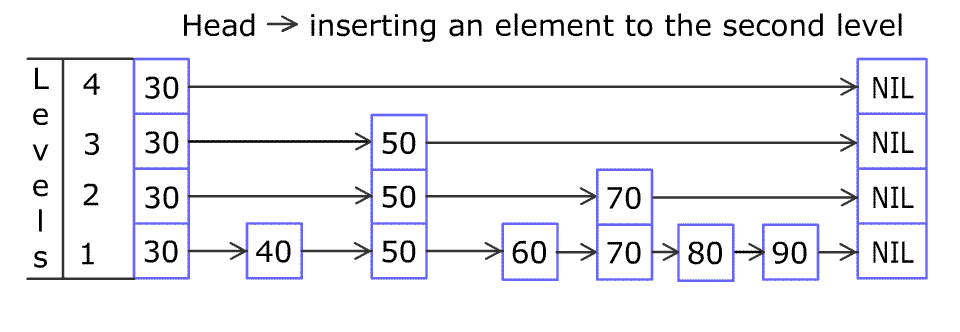 Head → inserting an element to the second level
Levels
4 30 NIL
3 30 50 NIL
2 30 50 70 NIL
1 30 40 50 60 70 80 90 NIL